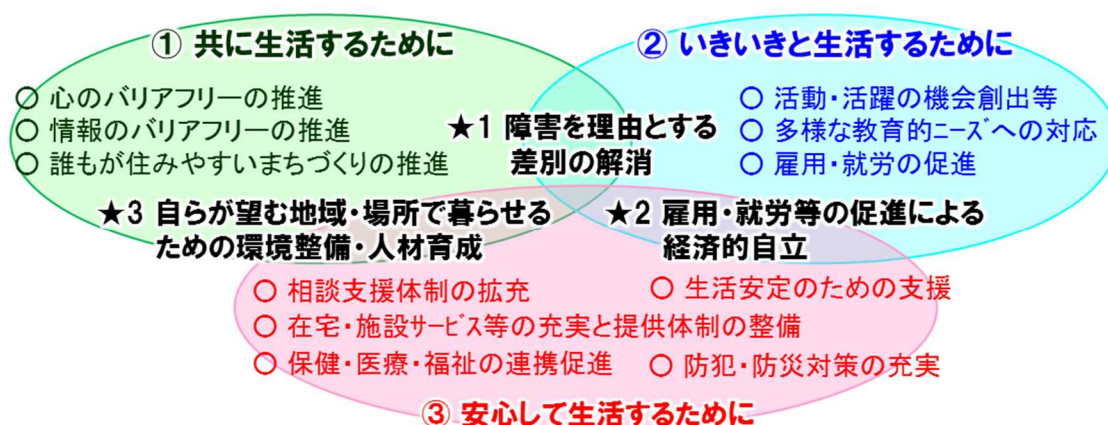 ① 共に生活するために
○ 心のバリアフリーの推進
○ 情報のバリアフリーの推進
○ 誰もが住みやすいまちづくりの推進
② いきいきと生活するために
○ 活動・活躍の機会創出等
○ 多様な教育的ニーズへの対応
○ 雇用・就労の促進
★1 障害を理由とする
差別の解消
★3 自らが望む地域・場所で暮らせる
ための環境整備・人材育成
★2 雇用・就労等の促進による
経済的自立
○ 相談支援体制の拡充
○ 生活安定のための支援
○ 在宅・施設サービス等の充実と提供体制の整備
○ 保健・医療・福祉の連携促進
○ 防犯・防災対策の充実
③ 安心して生活するために